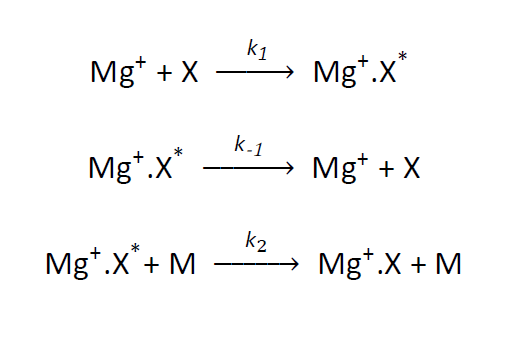 Mg⁺ + X —k₁→ Mg⁺.X*
Mg⁺.X* —k₋₁→ Mg⁺ + X
Mg⁺.X* + M —k₂→ Mg⁺.X + M